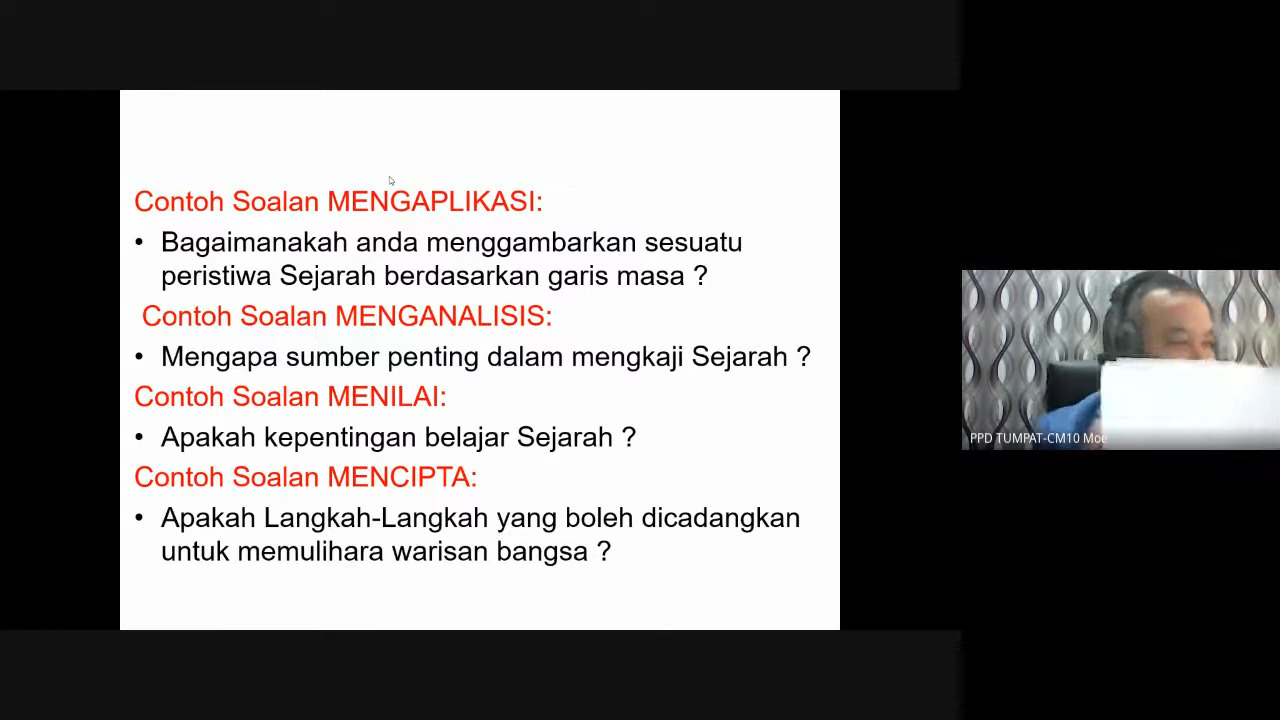 Contoh Soalan MENGAPLIKASI:
• Bagaimanakah anda menggambarkan sesuatu
peristiwa Sejarah berdasarkan garis masa ?
Contoh Soalan MENGANALISIS:
• Mengapa sumber penting dalam mengkaji Sejarah ?
Contoh Soalan MENILAI:
• Apakah kepentingan belajar Sejarah ?
Contoh Soalan MENCIPTA:
• Apakah Langkah-Langkah yang boleh dicadangkan
untuk memulihara warisan bangsa ?
PPD TUMPAT-CM10 Moe